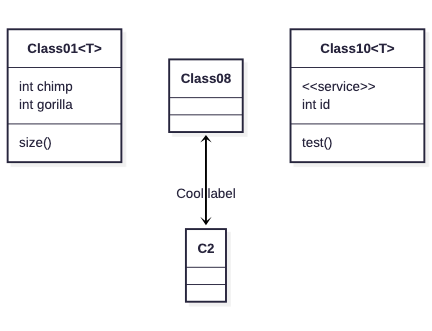 Class01<T>
int chimp
int gorilla
size()
Class08
Cool label
C2
Class10<T>
<<service>>
int id
test()